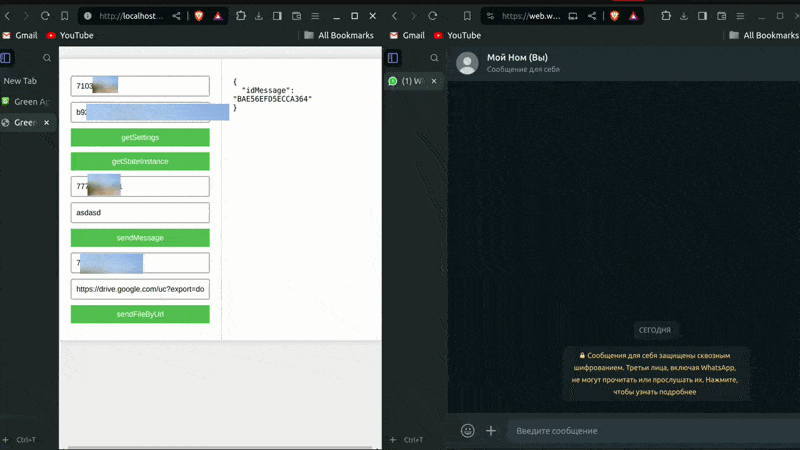 http://localhost...
Gmail
YouTube
All Bookmarks
New Tab
Green
Green
Ctrl+T
7103
b9
getSettings
getStateInstance
777
asdasd
sendMessage
7
https://drive.google.com/uc?export=do
sendFileByUrl
{
"idMessage":
"BAE56EFD5ECCA364"
}
https://web.w...
Gmail
YouTube
All Bookmarks
(1) W
Ctrl+T
Мой Ном (Вы)
Сообщение для себя
СЕГОДНЯ
Сообщения для себя защищены сквозным
шифрованием. Третьи лица, включая WhatsApp,
не могут прочитать или прослушать их. Нажмите,
чтобы узнать подробнее
Введите сообщение